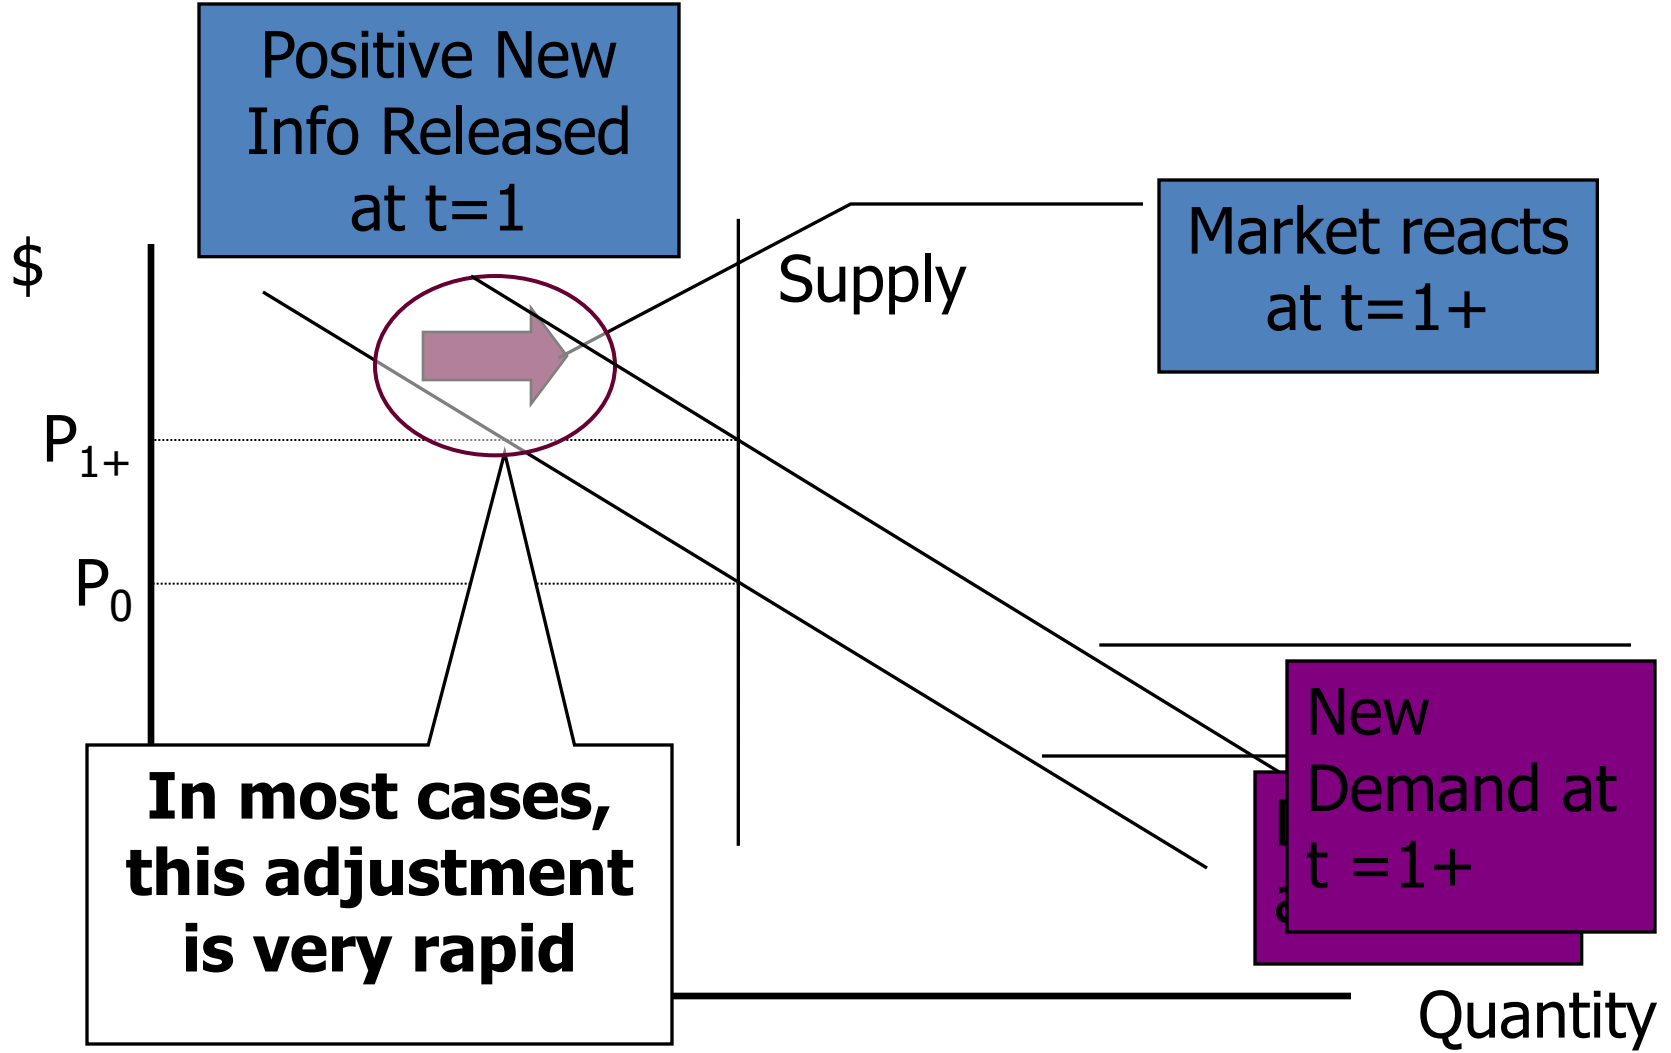 Positive New
Info Released
at t=1
Market reacts
at t=1+
$
Supply
P1+
P0
New
Demand at
t =1+
In most cases,
this adjustment
is very rapid
Quantity